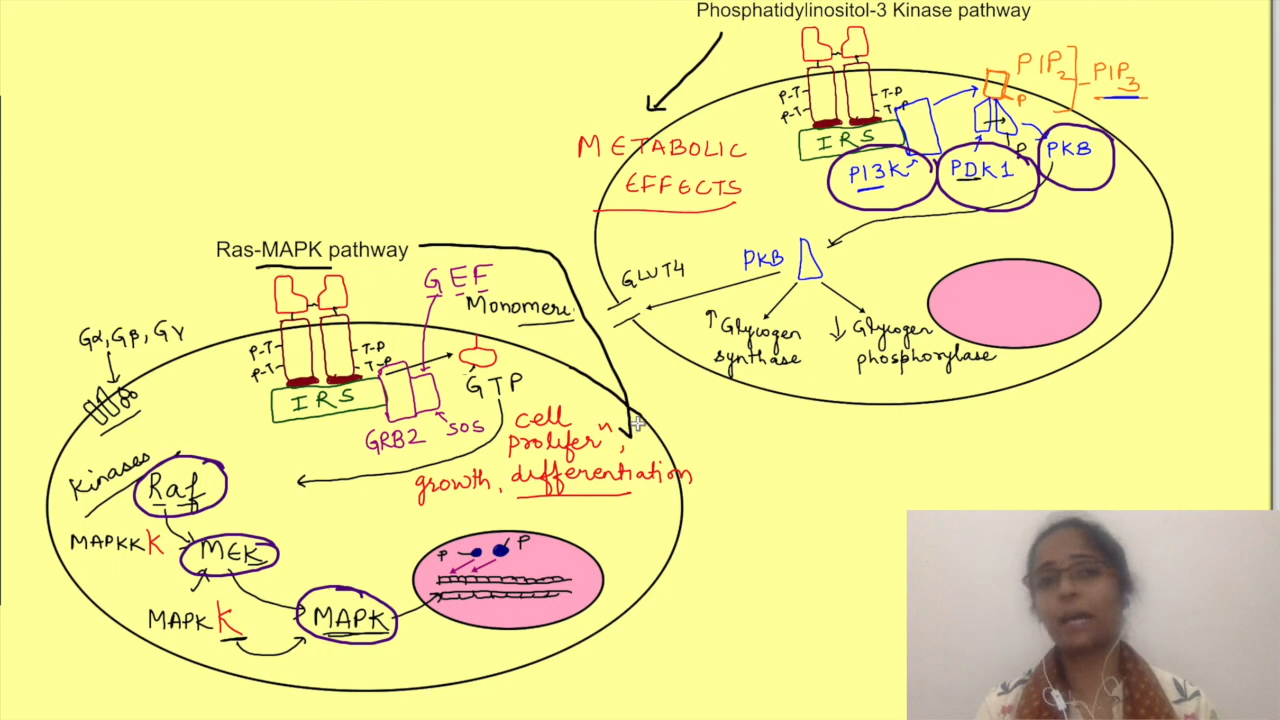 Phosphatidylinositol-3 Kinase pathway
PIP2
PIP3
P-T
T-P
P-T
T-P
P
IRS
P
PI3K
PDK1
PKB
METABOLIC
EFFECTS
GLUT4
PKB
↑ Glycogen
synthase
↓ Glycogen
phosphorylase
Ras-MAPK pathway
GEF
Monomeric
Gα, Gβ, Gγ
P-T
T-P
P-T
T-P
IRS
GTP
GRB2
SOS
cell
prolifer^n,
growth, differentiation
Kinases
Raf
MAPKKK
MEK
MAPKK
MAPK
P
P